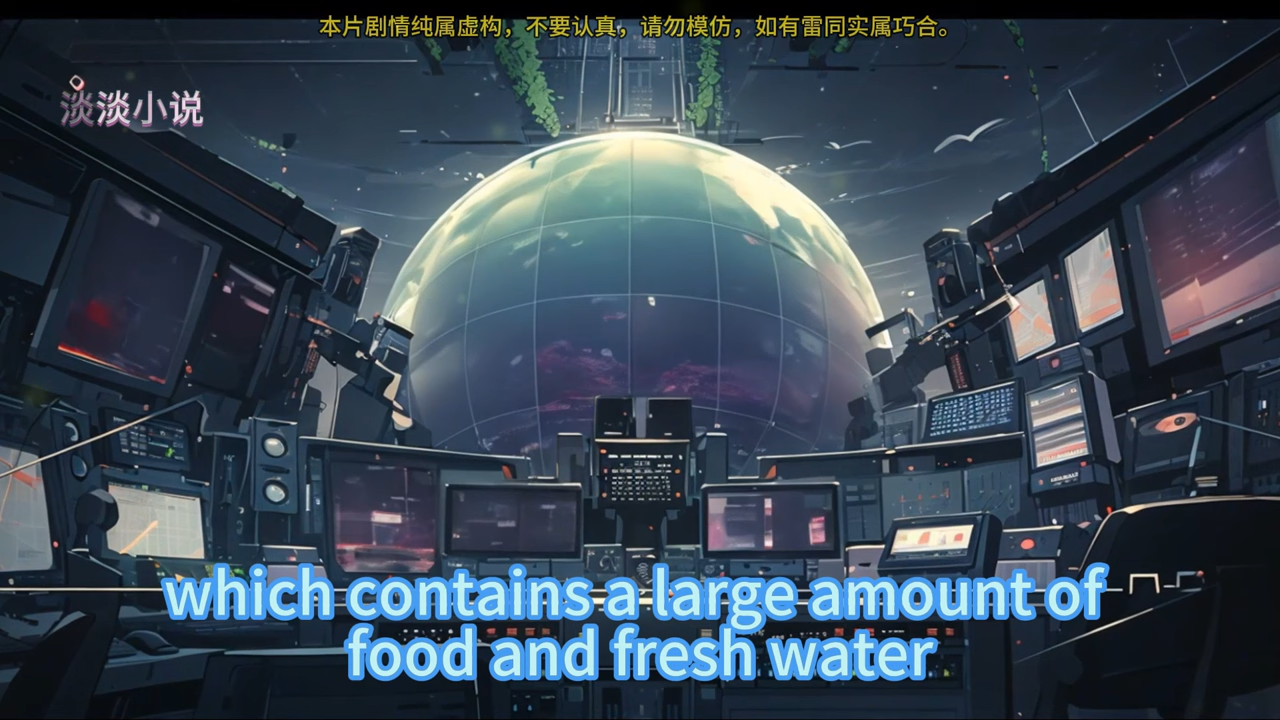 本片剧情纯属虚构，不要认真，请勿模仿，如有雷同实属巧合。
淡淡小说
which contains a large amount of
food and fresh water